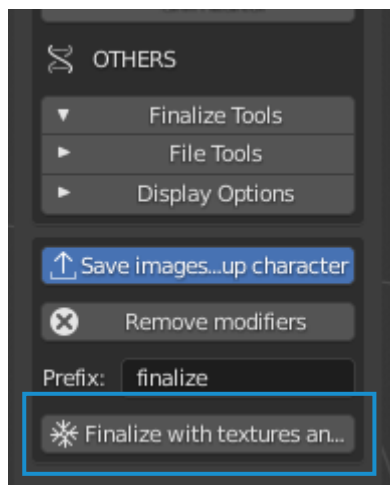 OTHERS
Finalize Tools
File Tools
Display Options
Save images...up character
Remove modifiers
Prefix: finalize
Finalize with textures an...